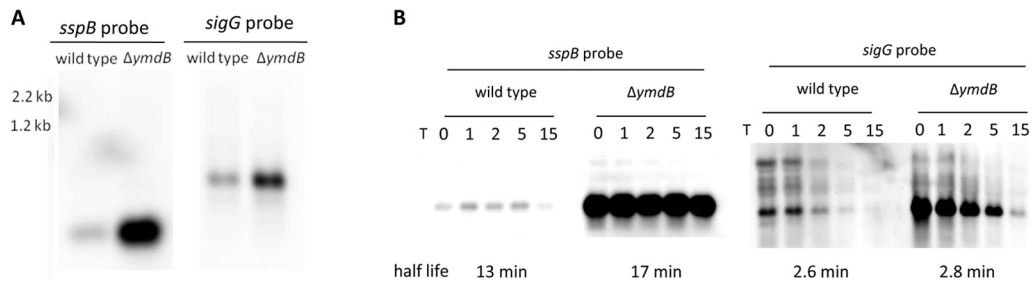 A
sspB probe sigG probe
wild type ΔymdB wild type ΔymdB
2.2 kb
1.2 kb
B
sspB probe sigG probe
wild type ΔymdB wild type ΔymdB
T 0 1 2 5 15 0 1 2 5 15 T 0 1 2 5 15 0 1 2 5 15
half life 13 min 17 min 2.6 min 2.8 min